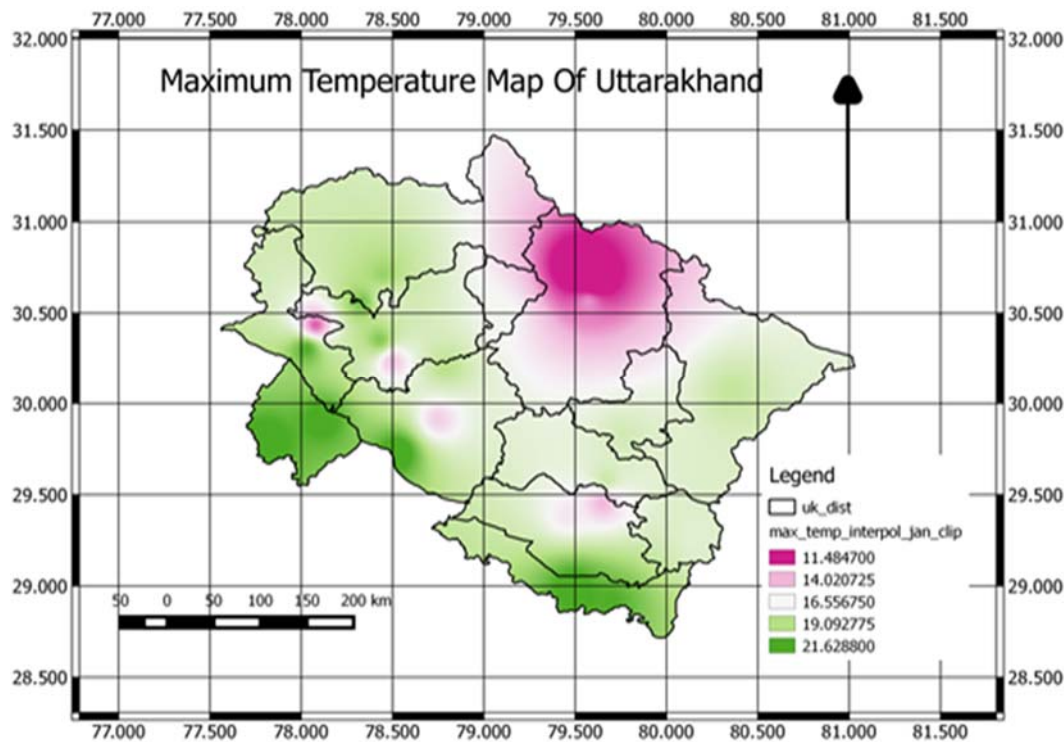 77.000 77.500 78.000 78.500 79.000 79.500 80.000 80.500 81.000 81.500
32.000 32.000
Maximum Temperature Map Of Uttarakhand
31.500 31.500
31.000 31.000
30.500 30.500
30.000 30.000
29.500 29.500
Legend
uk_dist
max_temp_interpol_jan_clip
11.484700
14.020725
16.556750
19.092775
21.628800
29.000 29.000
50 0 50 100 150 200 km
28.500 28.500
77.000 77.500 78.000 78.500 79.000 79.500 80.000 80.500 81.000 81.500